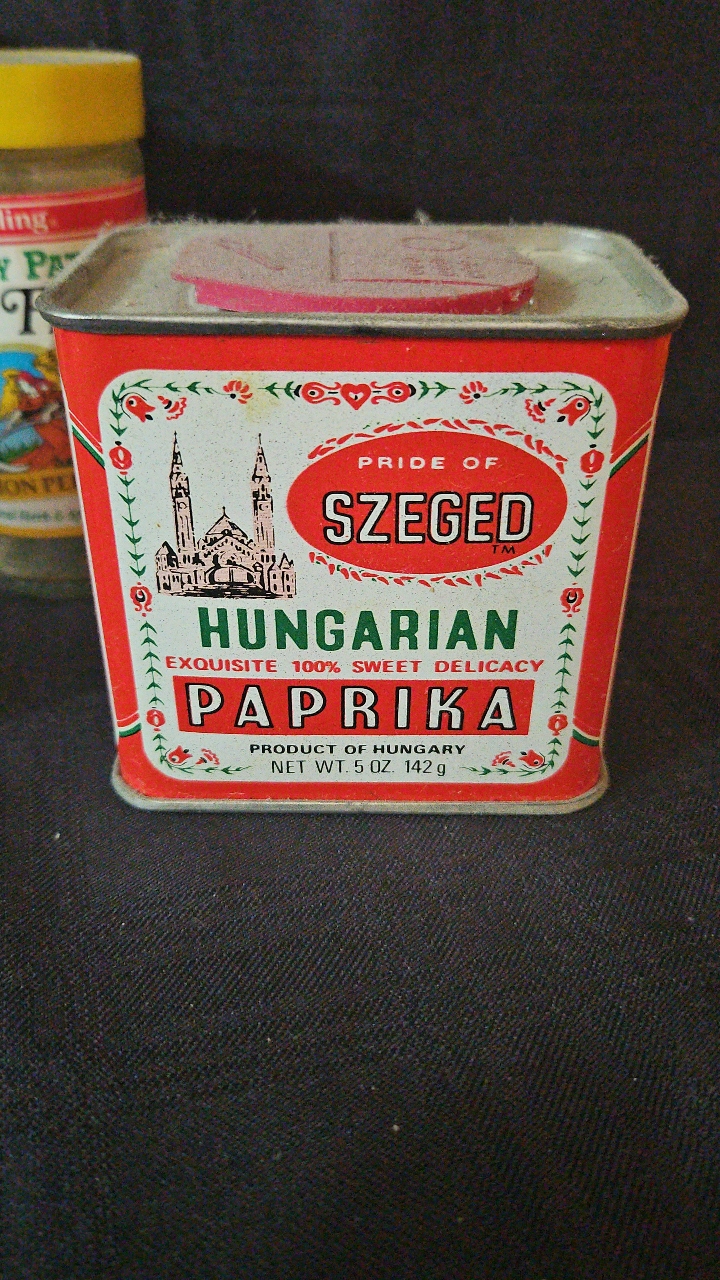 PRIDE OF
SZEGED
TM
HUNGARIAN
EXQUISITE 100% SWEET DELICACY
PAPRIKA
PRODUCT OF HUNGARY
NET WT. 5 OZ. 142 g